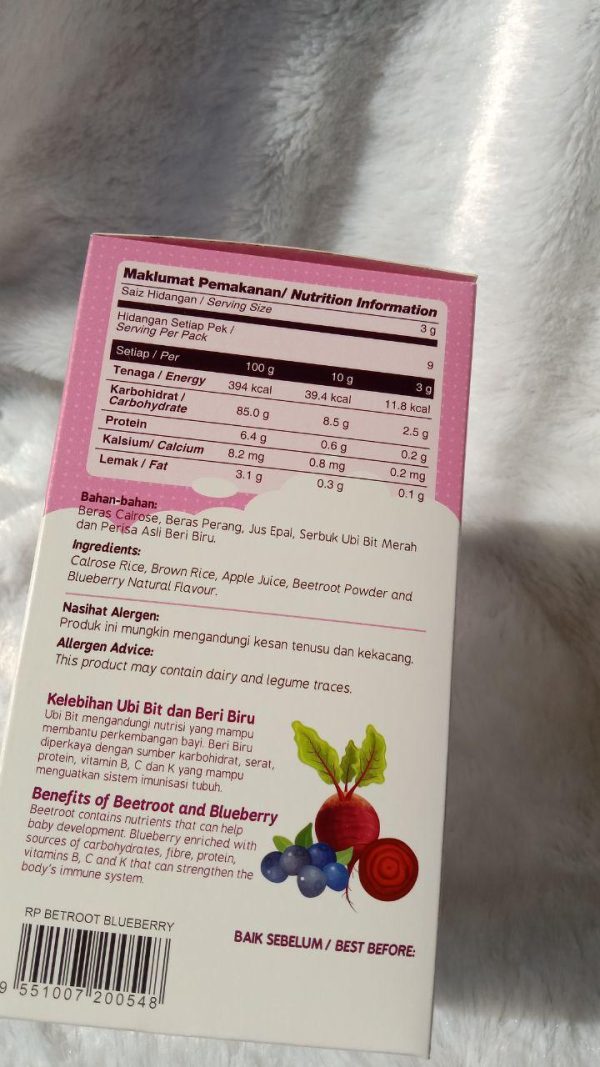 Maklumat Pemakanan/ Nutrition Information
Saiz Hidangan / Serving Size 3 g
Hidangan Setiap Pek /
Serving Per Pack 9
Setiap / Per 100 g 10 g 3 g
Tenaga / Energy 394 kcal 39.4 kcal 11.8 kcal
Karbohidrat /
Carbohydrate 85.0 g 8.5 g 2.5 g
Protein 6.4 g 0.6 g 0.2 g
Kalsium/ Calcium 8.2 mg 0.8 mg 0.2 mg
Lemak / Fat 3.1 g 0.3 g 0.1 g
Bahan-bahan:
Beras Calrose, Beras Perang, Jus Epal, Serbuk Ubi Bit Merah
dan Perisa Asli Beri Biru.
Ingredients:
Calrose Rice, Brown Rice, Apple Juice, Beetroot Powder and
Blueberry Natural Flavour.
Nasihat Alergen:
Produk ini mungkin mengandungi kesan tenusu dan kekacang.
Allergen Advice:
This product may contain dairy and legume traces.
Kelebihan Ubi Bit dan Beri Biru
Ubi Bit mengandungi nutrisi yang mampu
membantu perkembangan bayi. Beri Biru
diperkaya dengan sumber karbohidrat, serat,
protein, vitamin B, C dan K yang mampu
menguatkan sistem imunisasi tubuh.
Benefits of Beetroot and Blueberry
Beetroot contains nutrients that can help
baby development. Blueberry enriched with
sources of carbohydrates, fibre, protein,
vitamins B, C and K that can strengthen the
body's immune system.
RP BETROOT BLUEBERRY
9 551007 200548
BAIK SEBELUM / BEST BEFORE: